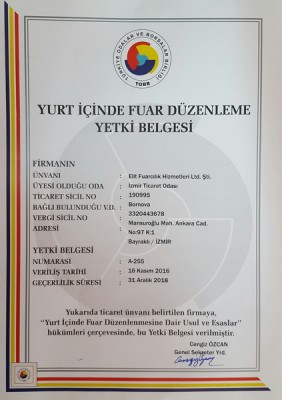 TÜRKİYE ODALAR VE BORSALAR BİRLİĞİ
TOBB
YURT İÇİNDE FUAR DÜZENLEME
YETKİ BELGESİ
FİRMANIN
ÜNVANI : Elit Fuarcılık Hizmetleri Ltd. Şti.
ÜYESİ OLDUĞU ODA : İzmir Ticaret Odası
TİCARET SİCİL NO : 190995
BAĞLI BULUNDUĞU V.D. : Bornova
VERGİ SİCİL NO : 3320443678
ADRESİ : Mansuroğlu Mah. Ankara Cad.
No:97 K:1
Bayraklı / İZMİR
YETKİ BELGESİ
NUMARASI : A-255
VERİLİŞ TARİHİ : 16 Kasım 2016
GEÇERLİLİK SÜRESİ : 31 Aralık 2018
Yukarıda ticaret ünvanı belirtilen firmaya,
"Yurt İçinde Fuar Düzenlenmesine Dair Usul ve Esaslar"
hükümleri çerçevesinde, bu Yetki Belgesi verilmiştir.
Cengiz ÖZCAN
Genel Sekreter Yrd.